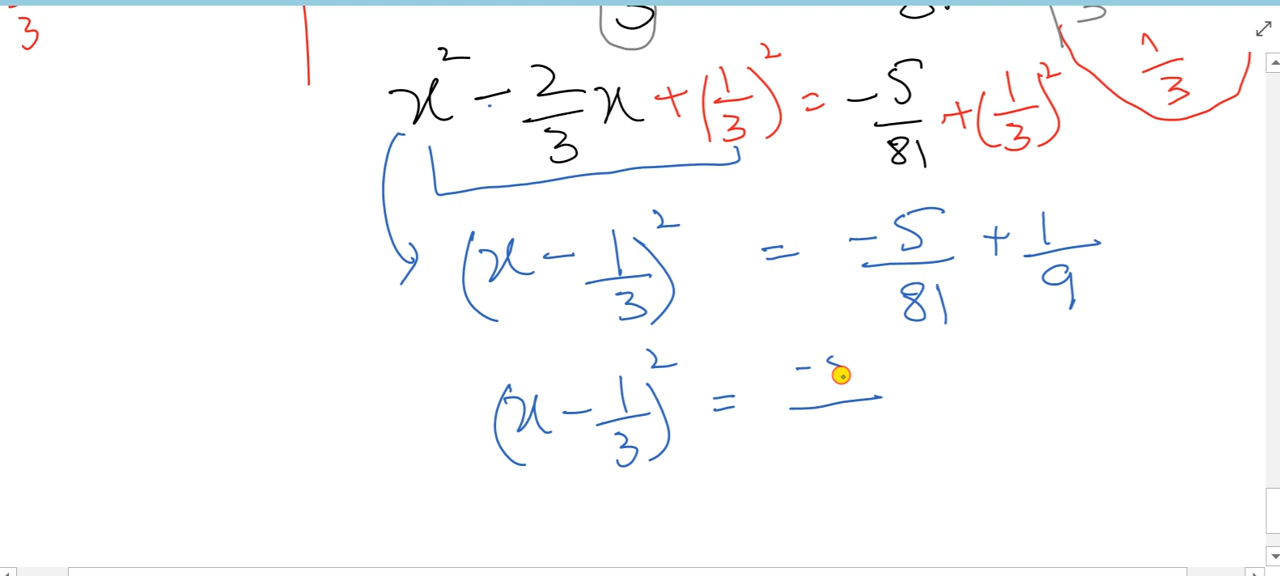 3
x² - 2/3 x + (1/3)² = -5/81 + (1/3)²
1/3
(x - 1/3)² = -5/81 + 1/9
(x - 1/3)² = -